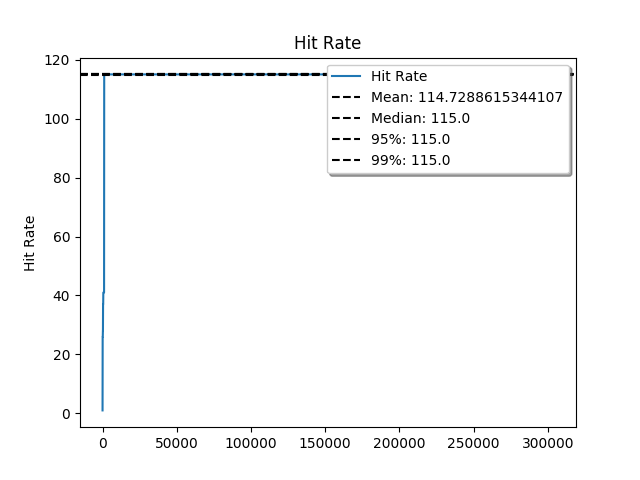 Hit Rate
120
100
80
60
40
20
0
Hit Rate
Hit Rate
Mean: 114.7288615344107
Median: 115.0
95%: 115.0
99%: 115.0
0 50000 100000 150000 200000 250000 300000